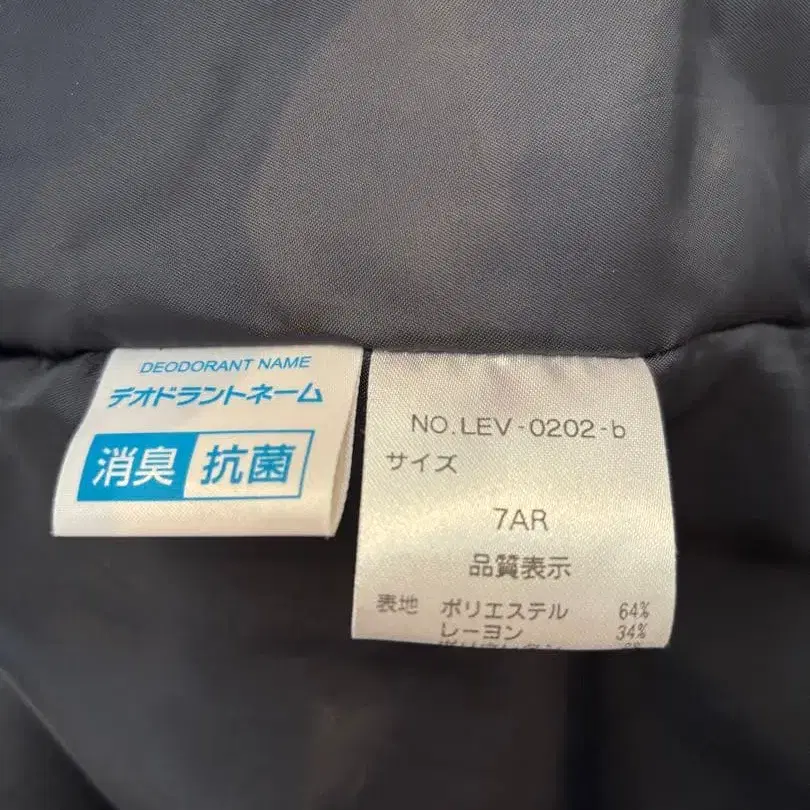 DEODORANT NAME
デオドラントネーム
消臭 抗菌
NO.LEV-0202-b
サイズ
7AR
品質表示
表地 ポリエステル 64%
レーヨン 34%